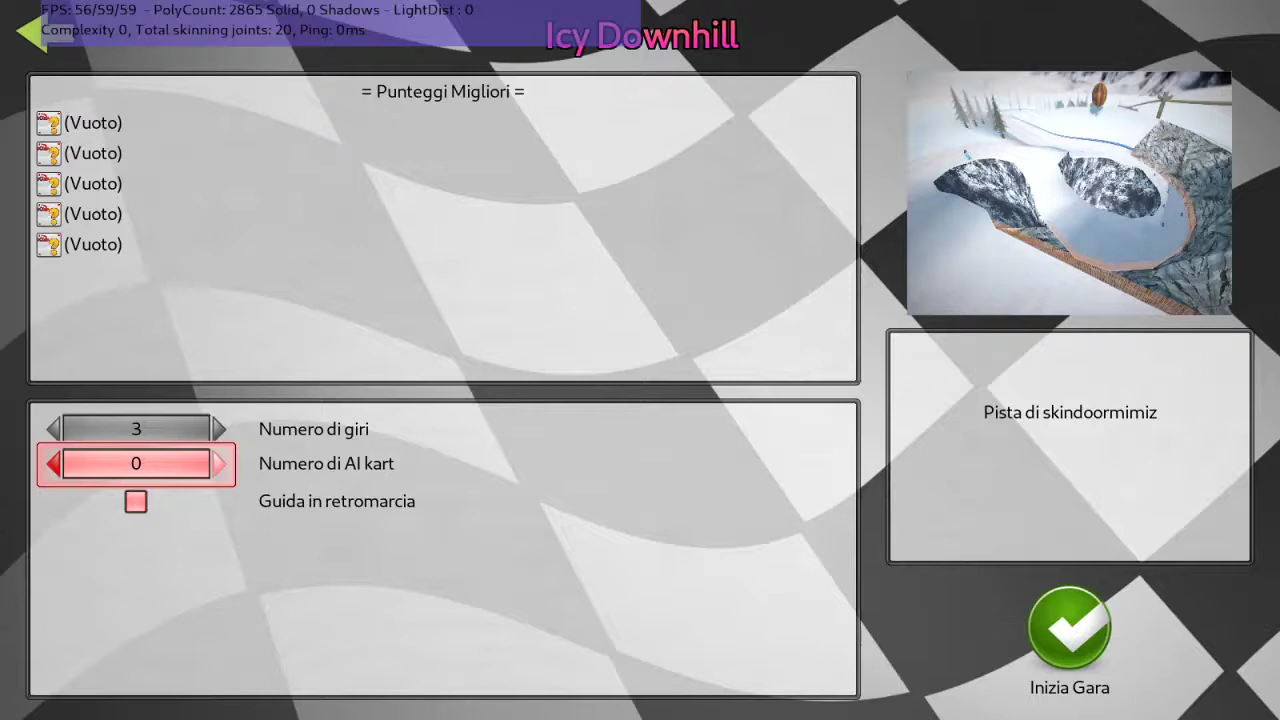 FPS: 56/59/59 - PolyCount: 2865 Solid, 0 Shadows - LightDist : 0
Complexity 0, Total skinning joints: 20, Ping: 0ms
Icy Downhill
= Punteggi Migliori =
(Vuoto)
(Vuoto)
(Vuoto)
(Vuoto)
(Vuoto)
3 Numero di giri
0 Numero di AI kart
Guida in retromarcia
Pista di skindoormimiz
Inizia Gara